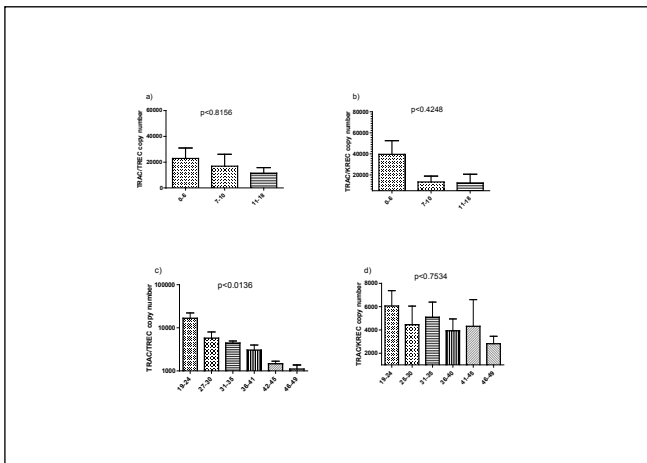 a)
p<0.8156
TRAC/TREC copy number
60000
40000
20000
0
0-6
7-10
11-18
b)
p<0.4248
TRAC/KREC copy number
80000
60000
40000
20000
0-6
7-10
11-18
c)
p<0.0136
TRAC/TREC copy number
100000
10000
1000
19-24
27-30
31-35
36-41
42-45
46-49
d)
p<0.7534
TRAC/KREC copy number
8000
6000
4000
2000
19-24
25-30
31-35
36-40
41-45
46-49